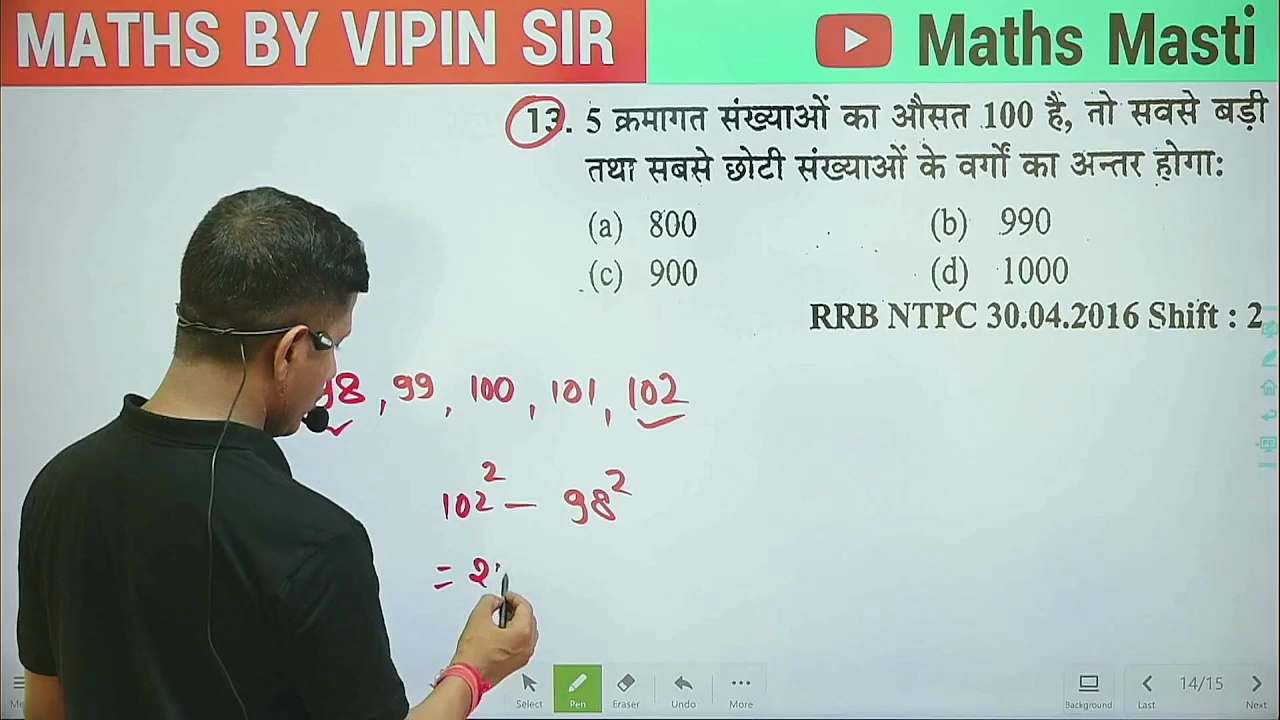 MATHS BY VIPIN SIR
Maths Masti
13. 5 क्रमागत संख्याओं का औसत 100 है, तो सबसे बड़ी
तथा सबसे छोटी संख्याओं के वर्गों का अन्तर होगा:
(a) 800 (b) 990
(c) 900 (d) 1000
RRB NTPC 30.04.2016 Shift : 2
98, 99, 100, 101, 102
102² - 98²
= 2
Select Pen Eraser Undo More Background Last 14/15 Next